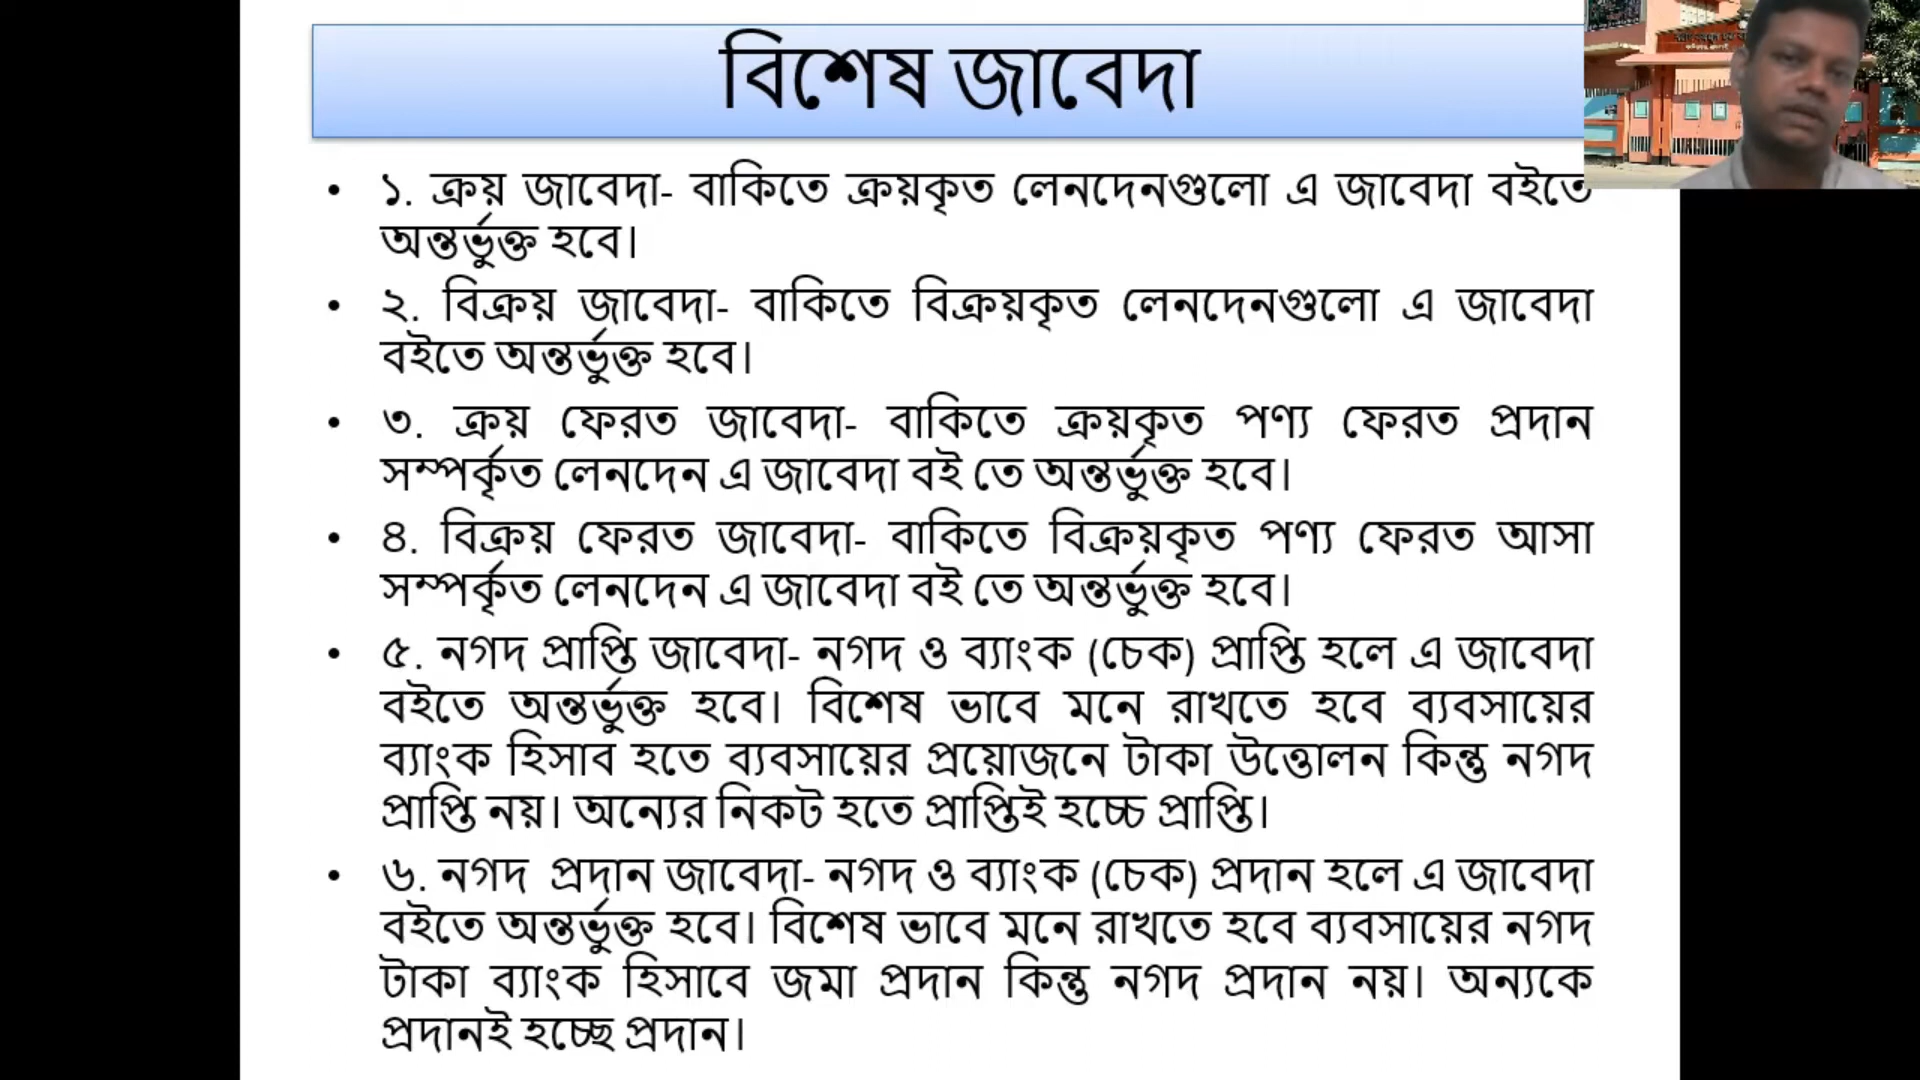 বিশেষ জাবেদা
• ১. ক্রয় জাবেদা- বাকিতে ক্রয়কৃত লেনদেনগুলো এ জাবেদা বইতে
অন্তর্ভুক্ত হবে।
• ২. বিক্রয় জাবেদা- বাকিতে বিক্রয়কৃত লেনদেনগুলো এ জাবেদা
বইতে অন্তর্ভুক্ত হবে।
• ৩. ক্রয় ফেরত জাবেদা- বাকিতে ক্রয়কৃত পণ্য ফেরত প্রদান
সম্পর্কৃত লেনদেন এ জাবেদা বই তে অন্তর্ভুক্ত হবে।
• ৪. বিক্রয় ফেরত জাবেদা- বাকিতে বিক্রয়কৃত পণ্য ফেরত আসা
সম্পর্কৃত লেনদেন এ জাবেদা বই তে অন্তর্ভুক্ত হবে।
• ৫. নগদ প্রাপ্তি জাবেদা- নগদ ও ব্যাংক (চেক) প্রাপ্তি হলে এ জাবেদা
বইতে অন্তর্ভুক্ত হবে। বিশেষ ভাবে মনে রাখতে হবে ব্যবসায়ের
ব্যাংক হিসাব হতে ব্যবসায়ের প্রয়োজনে টাকা উত্তোলন কিন্তু নগদ
প্রাপ্তি নয়। অন্যের নিকট হতে প্রাপ্তিই হচ্ছে প্রাপ্তি।
• ৬. নগদ প্রদান জাবেদা- নগদ ও ব্যাংক (চেক) প্রদান হলে এ জাবেদা
বইতে অন্তর্ভুক্ত হবে। বিশেষ ভাবে মনে রাখতে হবে ব্যবসায়ের নগদ
টাকা ব্যাংক হিসাবে জমা প্রদান কিন্তু নগদ প্রদান নয়। অন্যকে
প্রদানই হচ্ছে প্রদান।